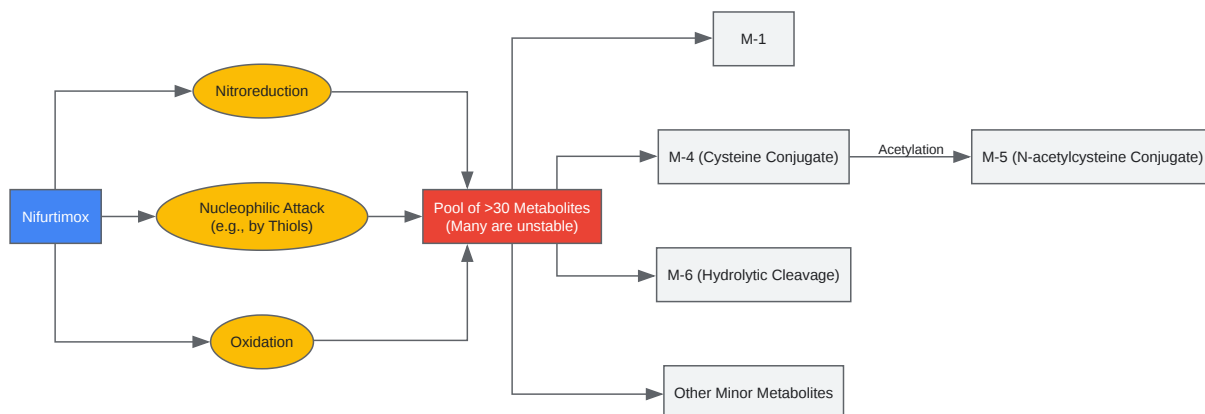 M-1
Nitroreduction
M-4 (Cysteine Conjugate)
Acetylation
M-5 (N-acetylcysteine Conjugate)
Nifurtimox
Nucleophilic Attack
(e.g., by Thiols)
Pool of >30 Metabolites
(Many are unstable)
M-6 (Hydrolytic Cleavage)
Oxidation
Other Minor Metabolites